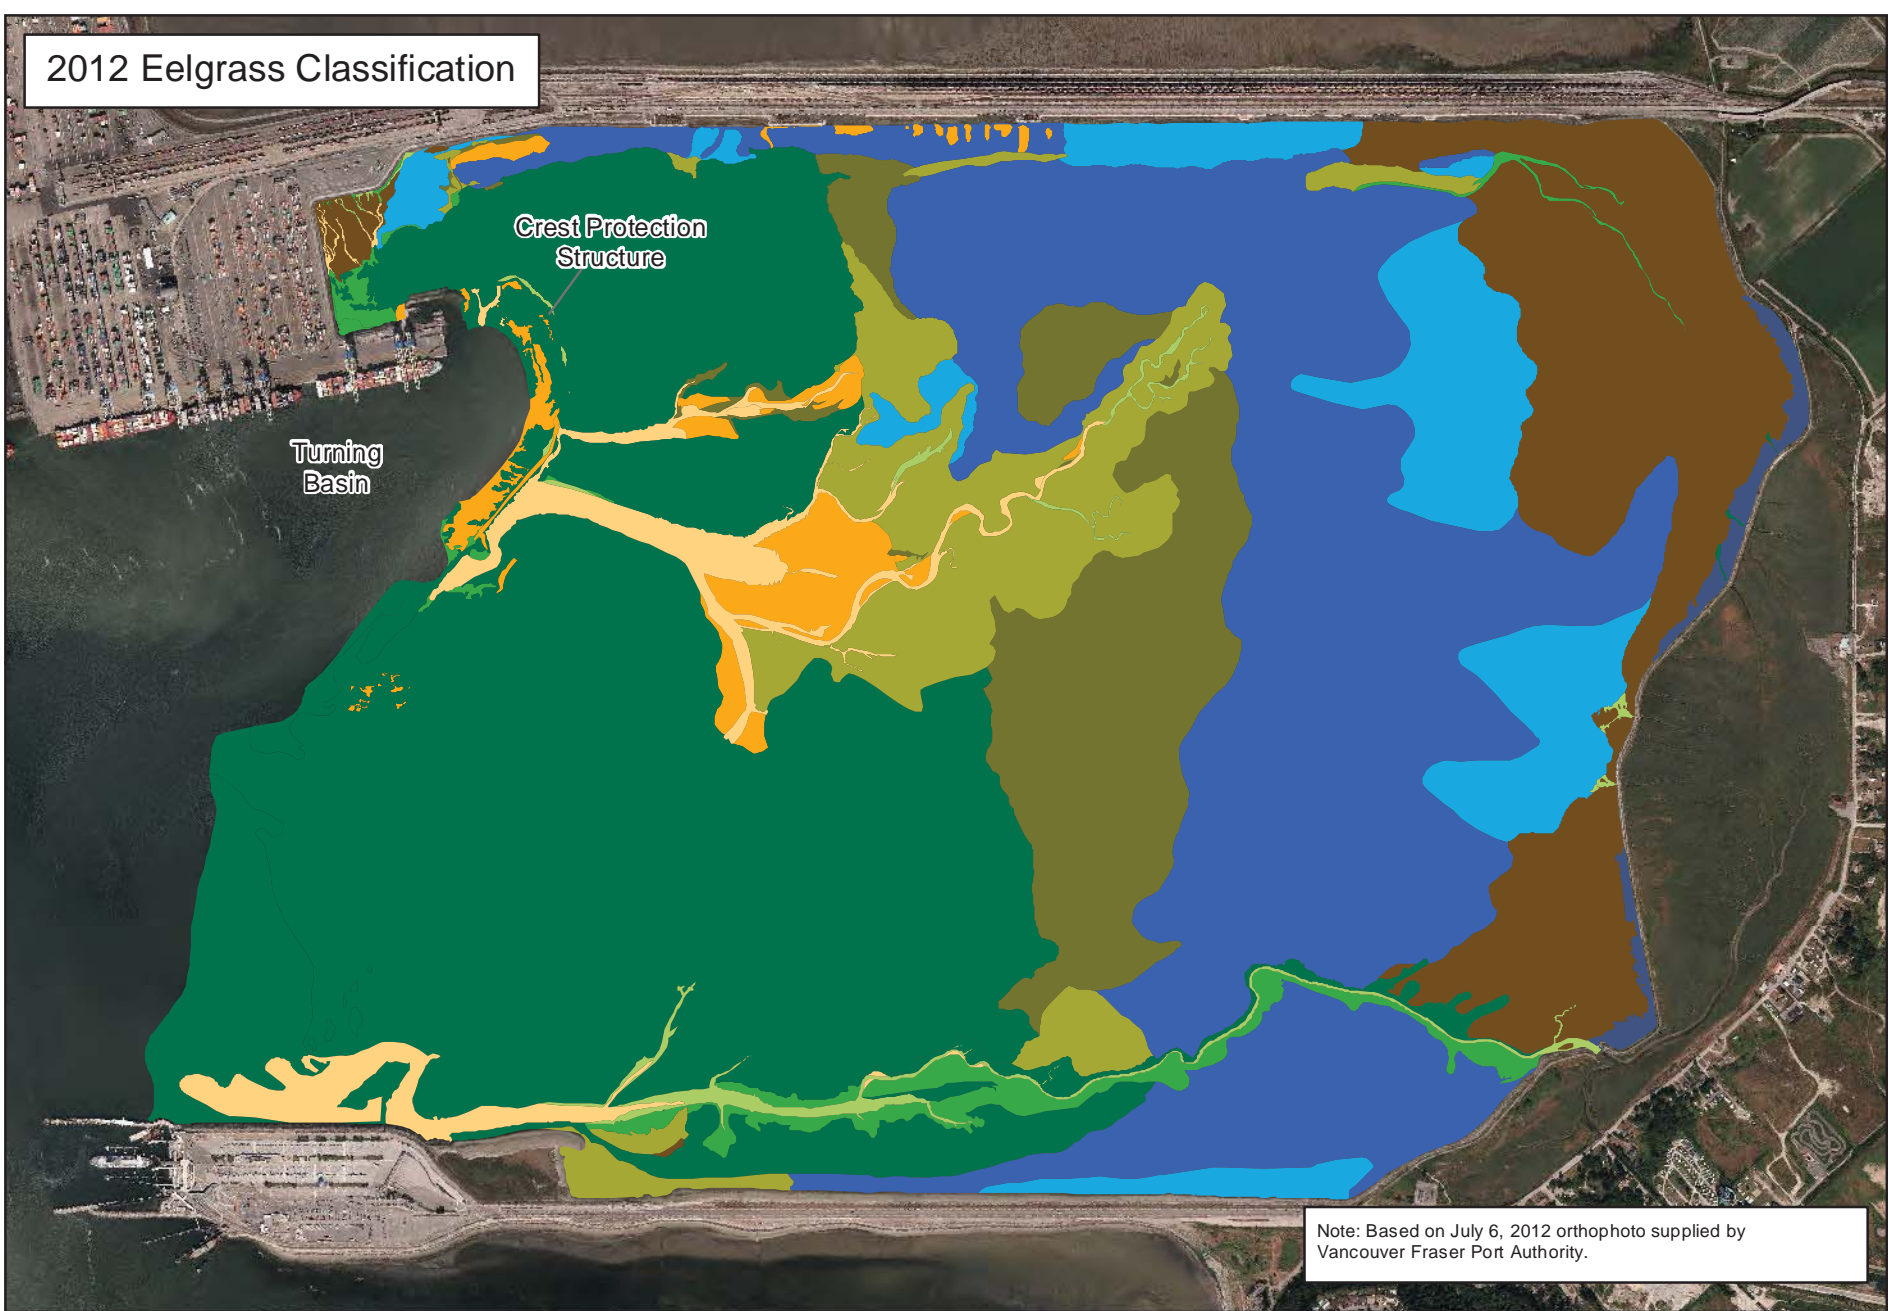 2012 Eelgrass Classification
Crest Protection
Structure
Turning
Basin
Note: Based on July 6, 2012 orthophoto supplied by
Vancouver Fraser Port Authority.